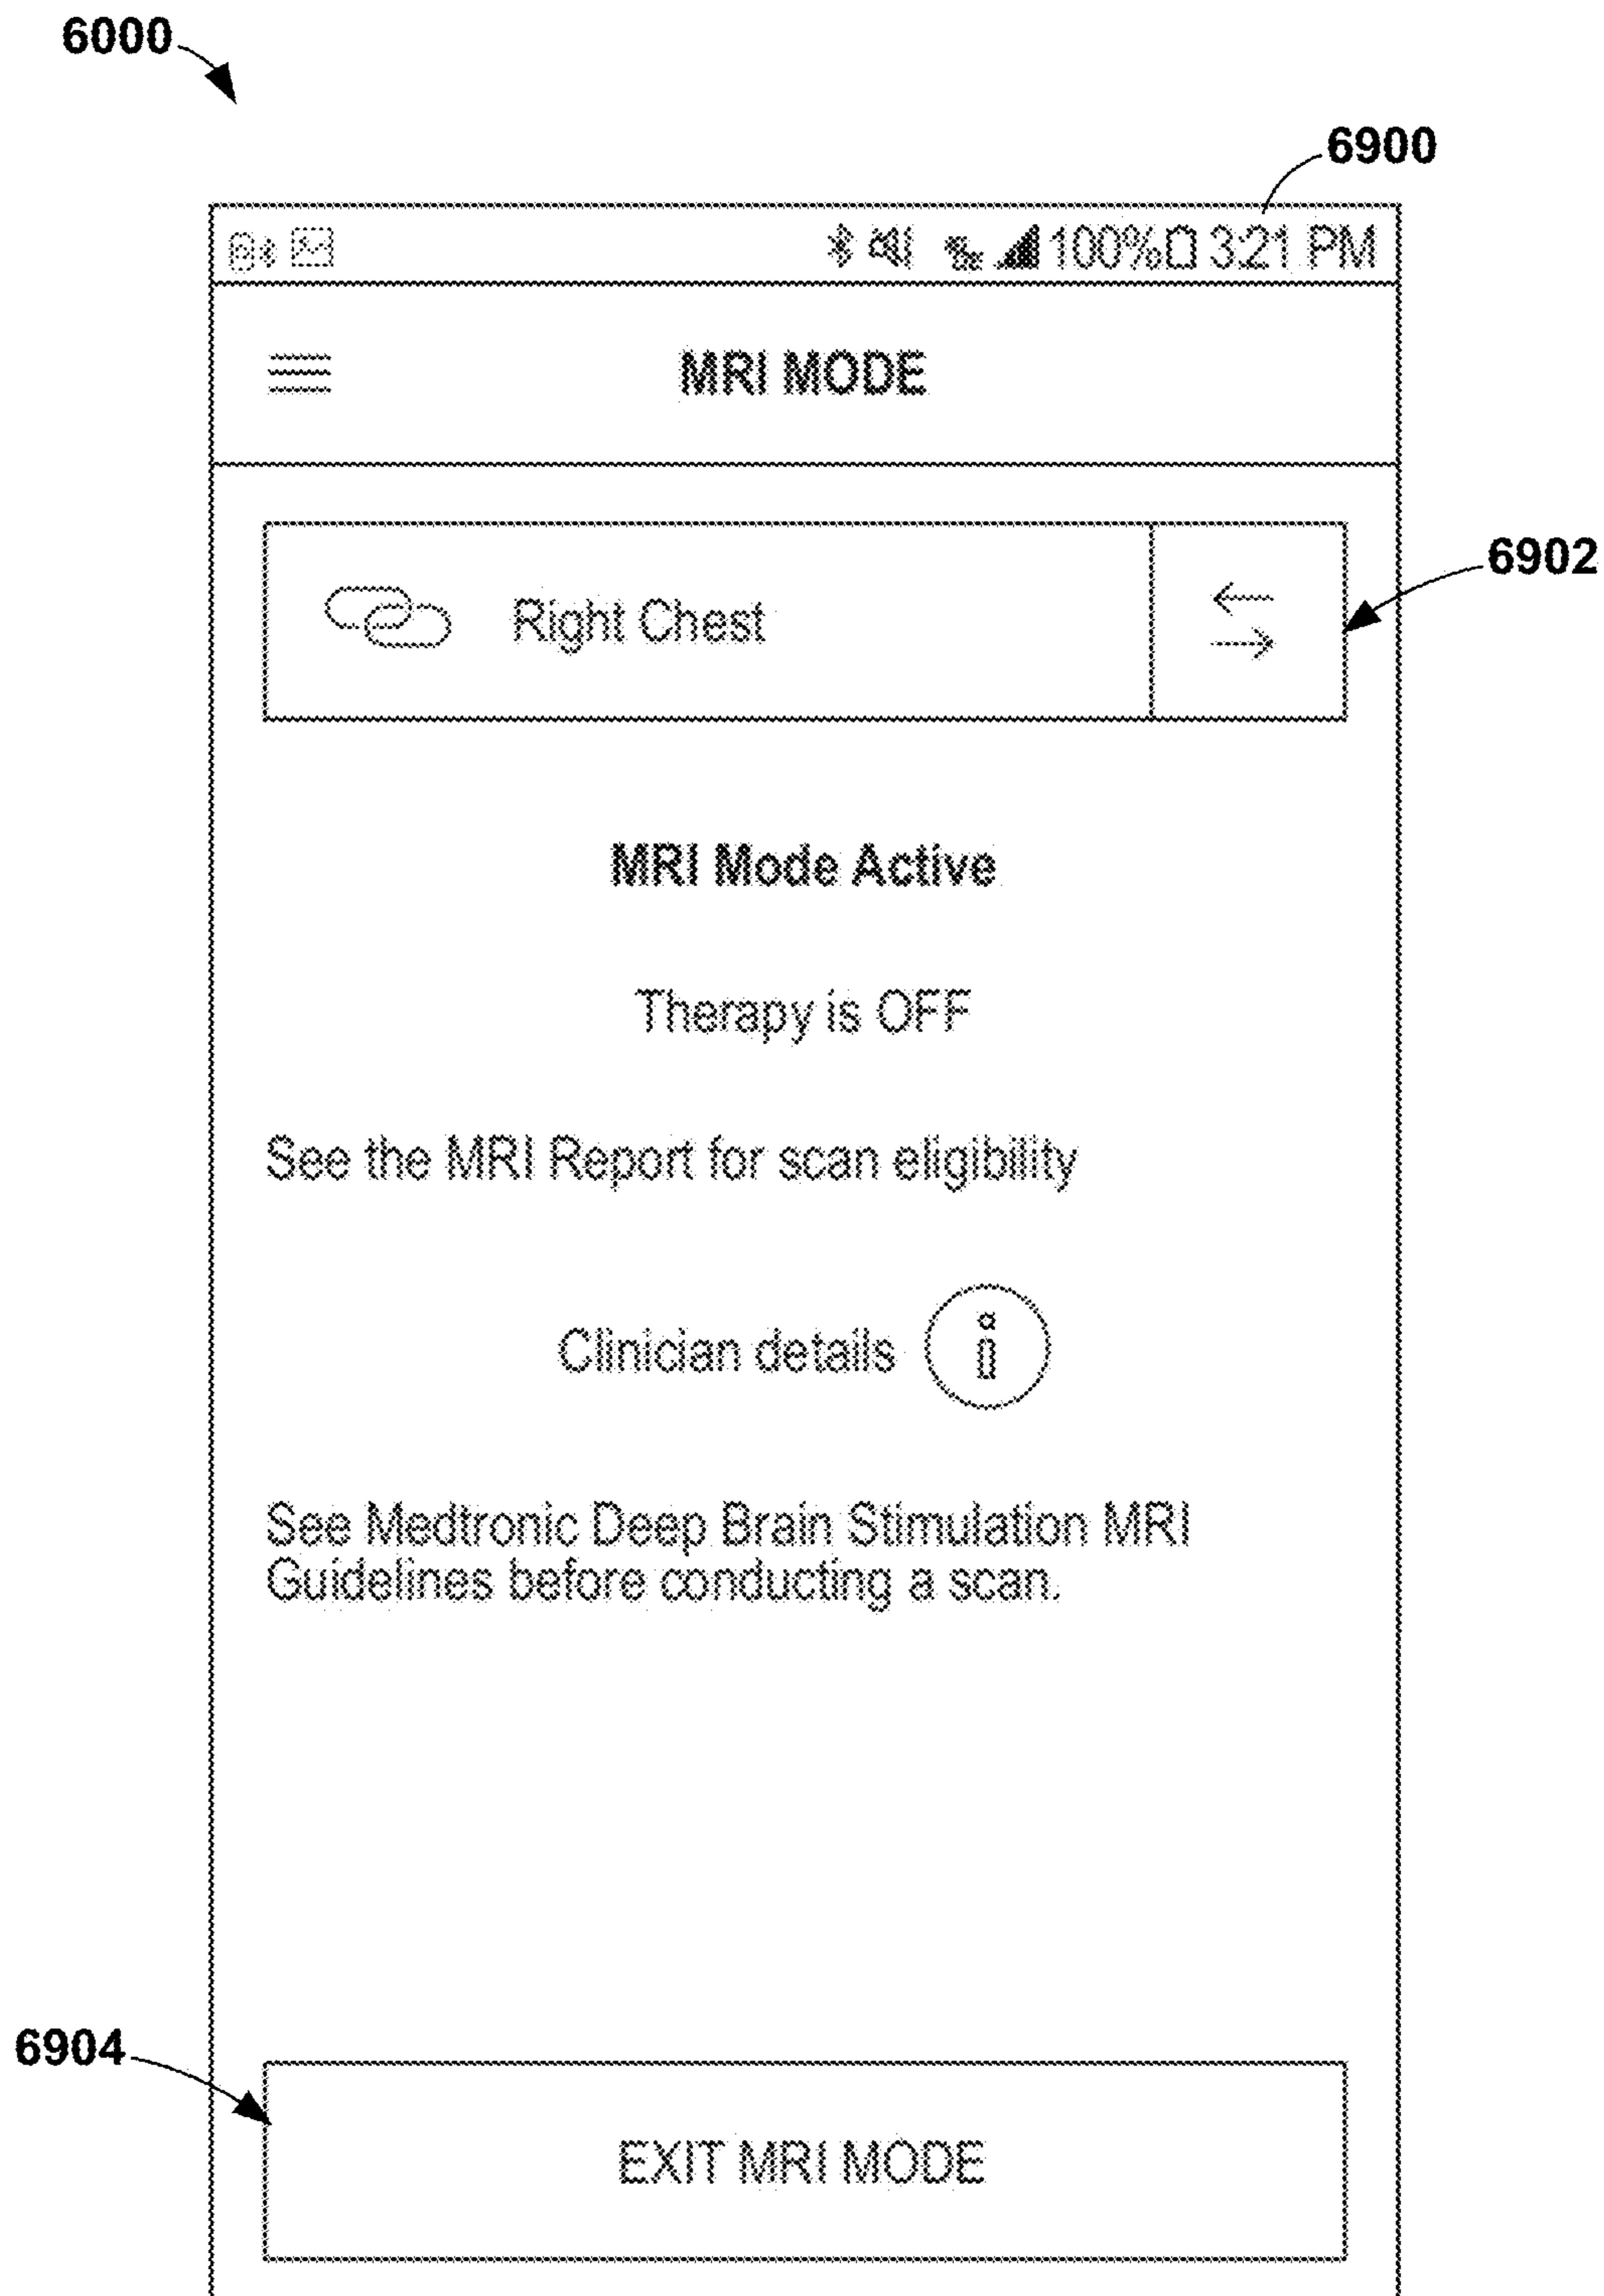 6000
6900
100% 3:21 PM
MRI MODE
6902
Right Chest
MRI Mode Active
Therapy is OFF
See the MRI Report for scan eligibility
Clinician details i
See Medtronic Deep Brain Stimulation MRI
Guidelines before conducting a scan.
6904
EXIT MRI MODE